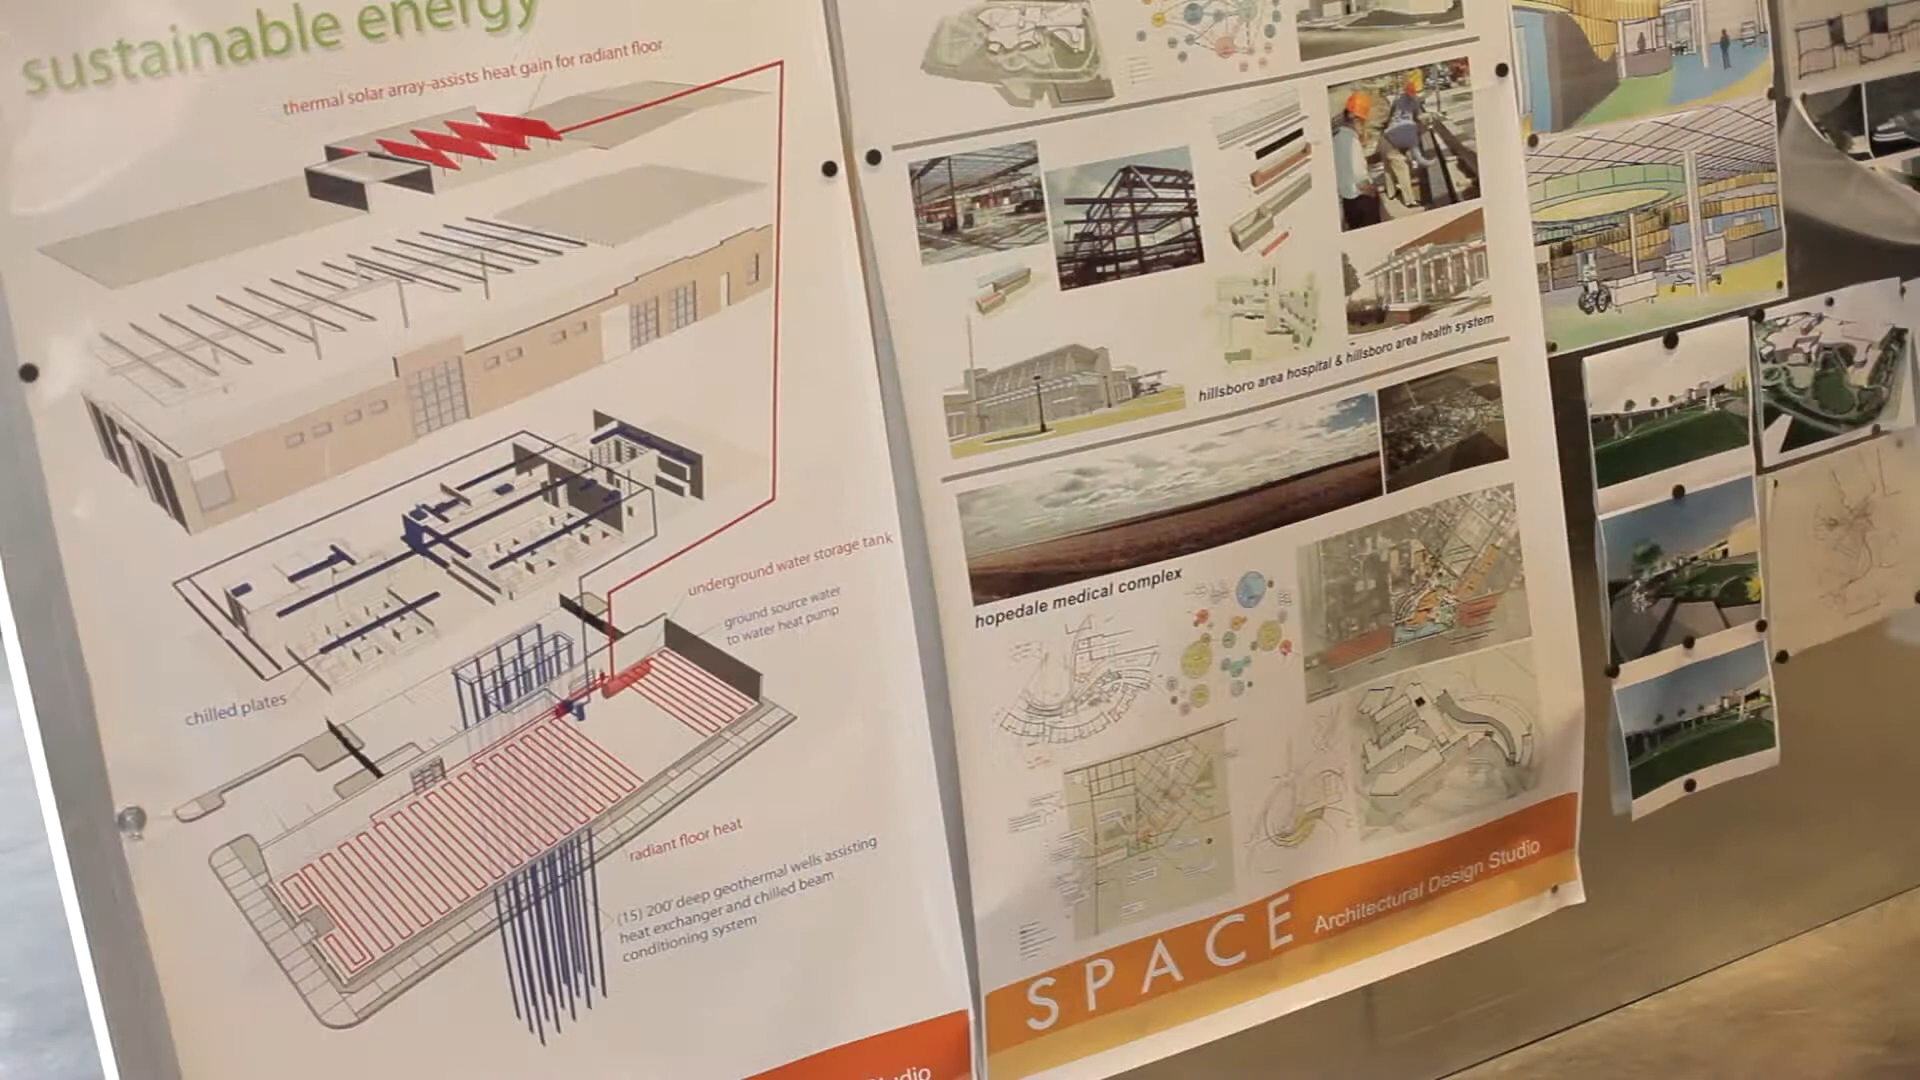 sustainable energy
thermal solar array-assists heat gain for radiant floor
underground water storage tank
ground source water
to water heat pump
chilled plates
radiant floor heat
(15) 200' deep geothermal wells assisting
heat exchanger and chilled beam
conditioning system
hillsboro area hospital & hillsboro area health system
hopedale medical complex
SPACE Architectural Design Studio